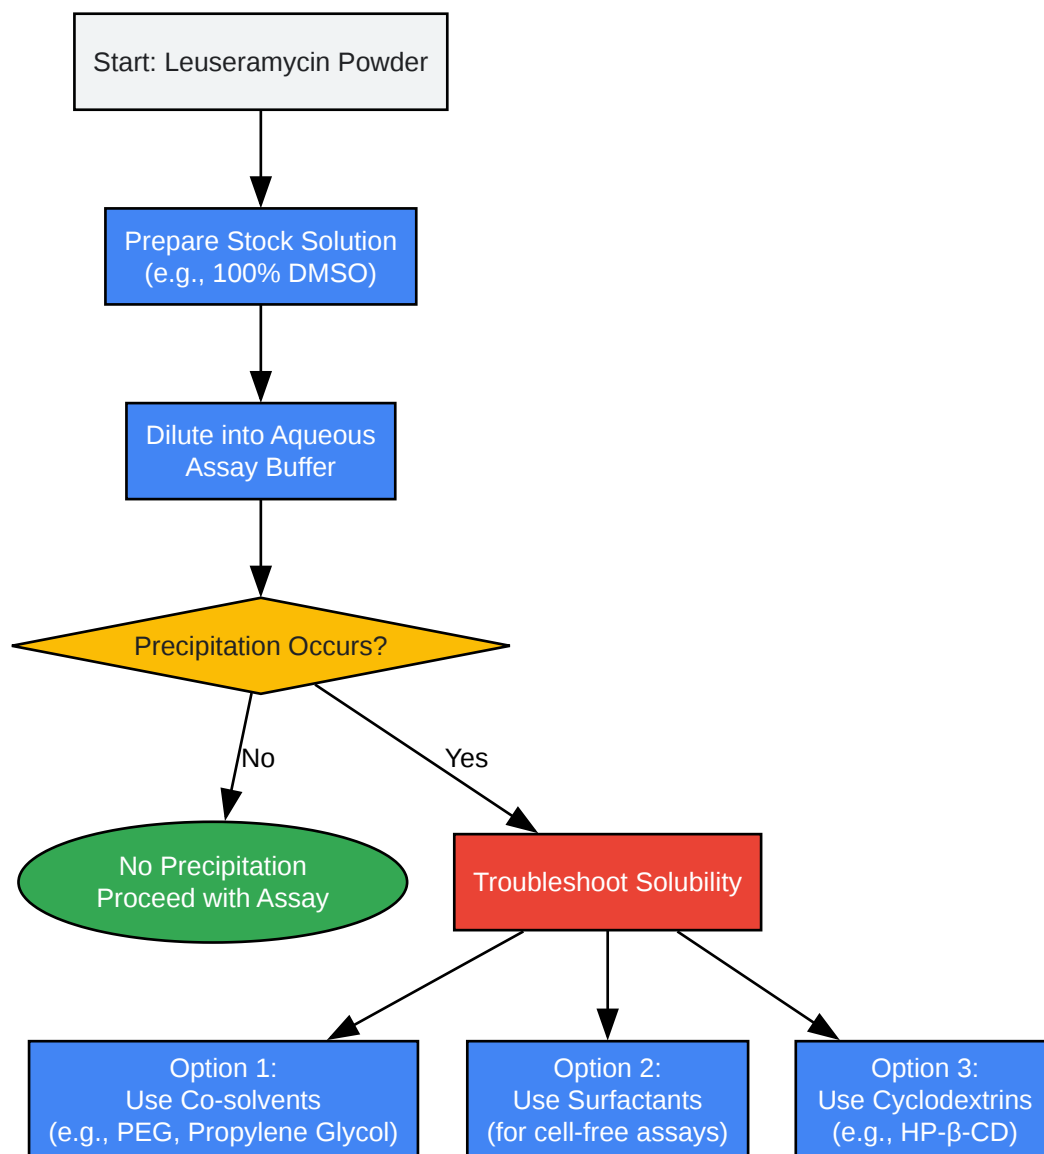 Start: Leuseramycin Powder
Prepare Stock Solution
(e.g., 100% DMSO)
Dilute into Aqueous
Assay Buffer
Precipitation Occurs?
No
Yes
No Precipitation
Proceed with Assay
Troubleshoot Solubility
Option 1:
Use Co-solvents
(e.g., PEG, Propylene Glycol)
Option 2:
Use Surfactants
(for cell-free assays)
Option 3:
Use Cyclodextrins
(e.g., HP-β-CD)